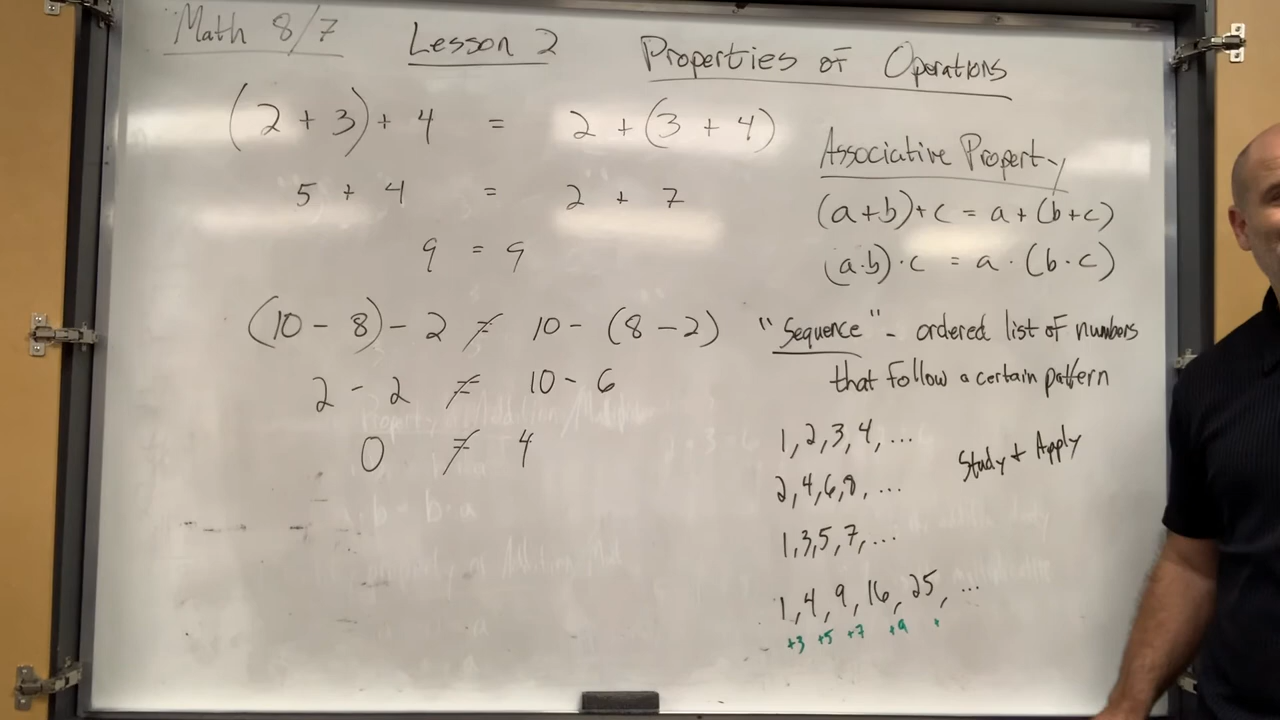 Math 8/7 Lesson 2 Properties of Operations
(2 + 3) + 4 = 2 + (3 + 4)
5 + 4 = 2 + 7
9 = 9
(10 - 8) - 2 ≠ 10 - (8 - 2)
2 - 2 ≠ 10 - 6
0 ≠ 4
Associative Property
(a+b)+c = a+(b+c)
(a·b)·c = a·(b·c)
"Sequence" - ordered list of numbers
that follow a certain pattern
1, 2, 3, 4, ...
2, 4, 6, 8, ...
Study + Apply
1, 3, 5, 7, ...
1, 4, 9, 16, 25, ...
+3 +5 +7 +9 +